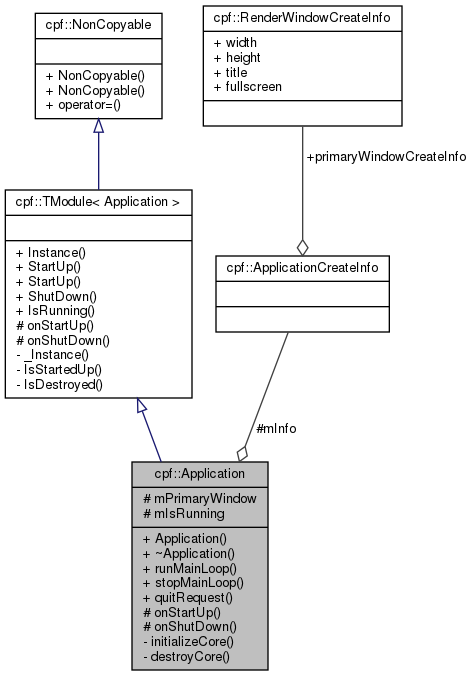 cpf::NonCopyable
+ NonCopyable()
+ NonCopyable()
+ operator=()
cpf::RenderWindowCreateInfo
+ width
+ height
+ title
+ fullscreen
+primaryWindowCreateInfo
cpf::TModule< Application >
+ Instance()
+ StartUp()
+ StartUp()
+ ShutDown()
+ IsRunning()
# onStartUp()
# onShutDown()
- _Instance()
- IsStartedUp()
- IsDestroyed()
cpf::ApplicationCreateInfo
#mInfo
cpf::Application
# mPrimaryWindow
# mIsRunning
+ Application()
+ ~Application()
+ runMainLoop()
+ stopMainLoop()
+ quitRequest()
# onStartUp()
# onShutDown()
- initializeCore()
- destroyCore()